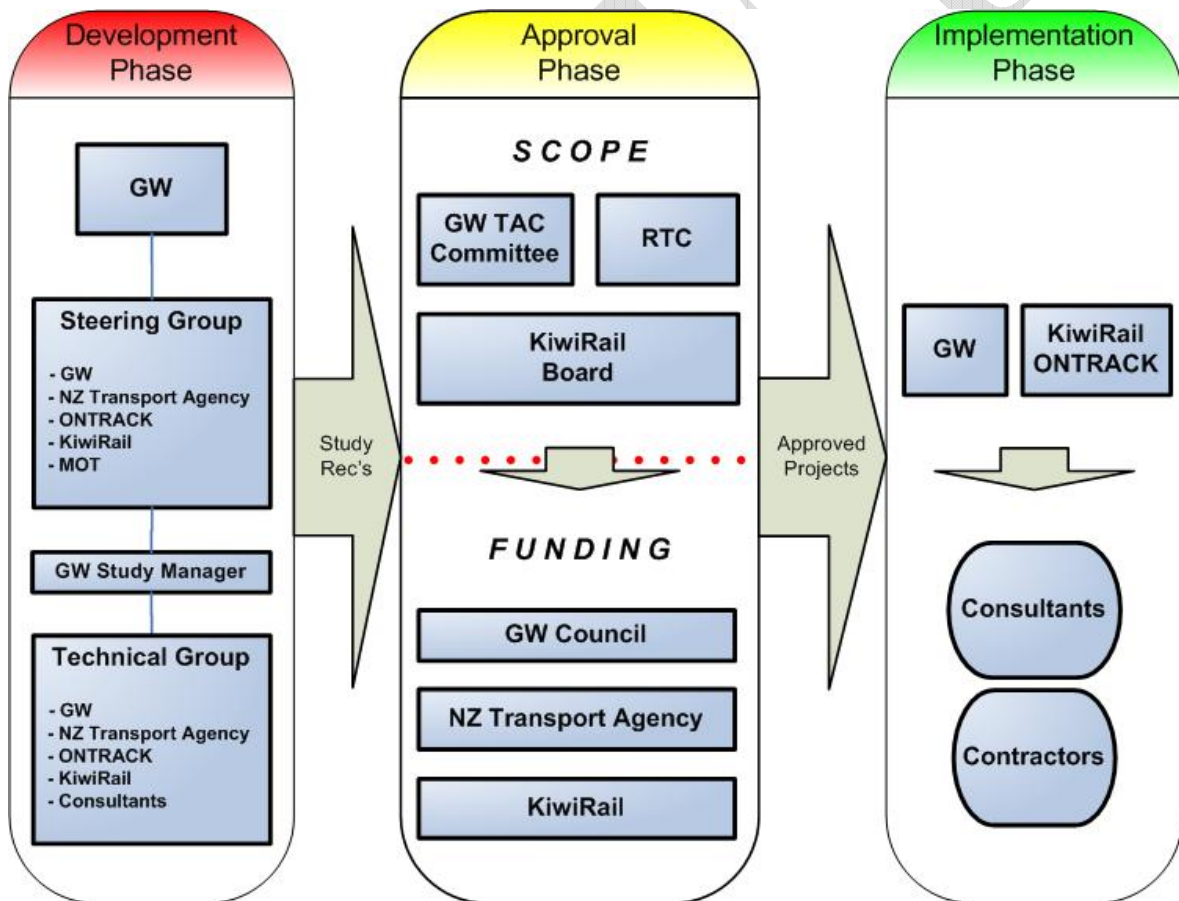 Development
Phase
GW
Steering Group
- GW
- NZ Transport Agency
- ONTRACK
- KiwiRail
- MOT
GW Study Manager
Technical Group
- GW
- NZ Transport Agency
- ONTRACK
- KiwiRail
- Consultants
Study
Rec's
Approval
Phase
SCOPE
GW TAC
Committee
RTC
KiwiRail
Board
FUNDING
GW Council
NZ Transport Agency
KiwiRail
Approved
Projects
Implementation
Phase
GW
KiwiRail
ONTRACK
Consultants
Contractors